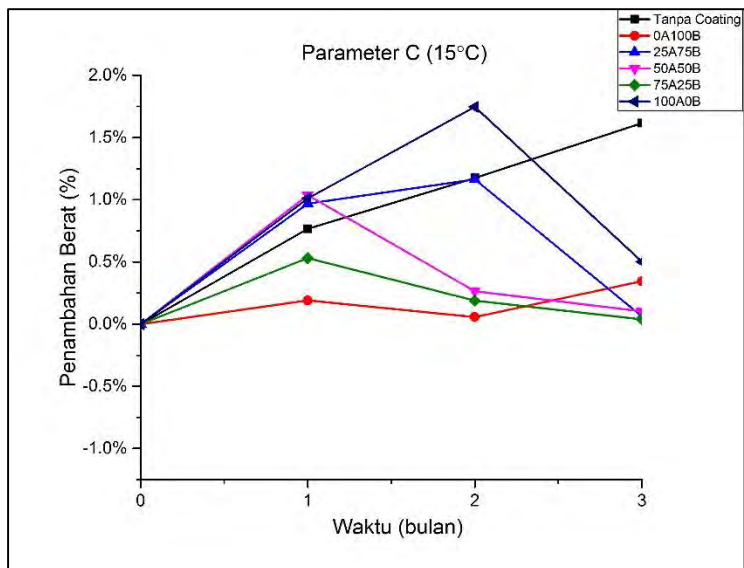 Tanpa Coating
0A100B
25A75B
50A50B
75A25B
100A0B
Parameter C (15°C)
2.0%
1.5%
1.0%
0.5%
0.0%
-0.5%
-1.0%
Penambahan Berat (%)
0 1 2 3
Waktu (bulan)